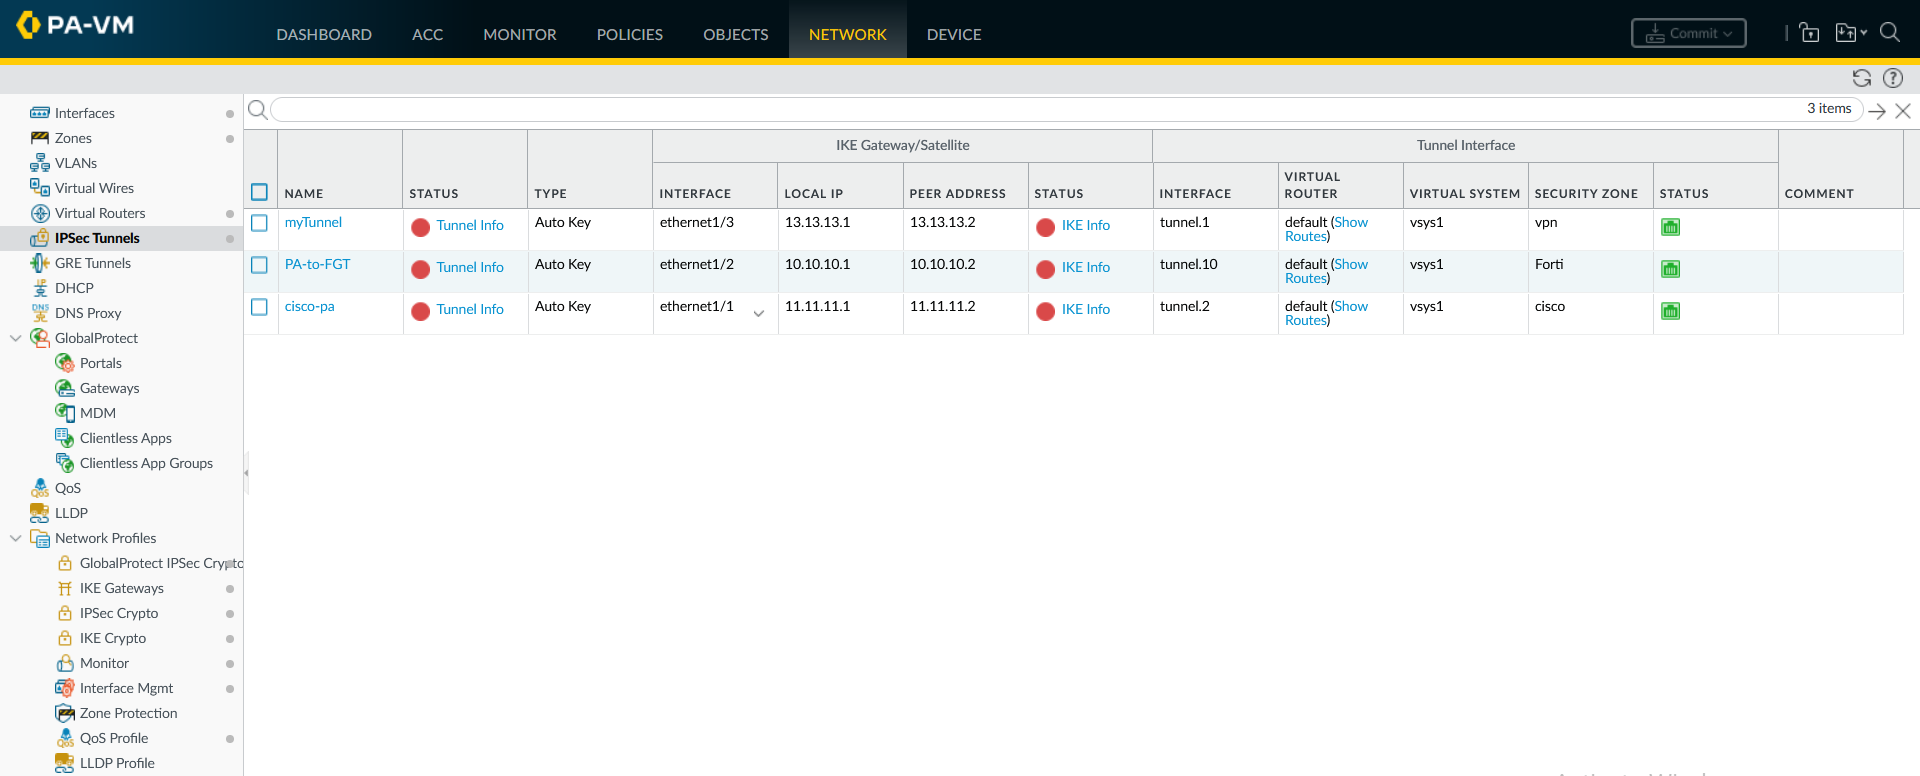 PA-VM
DASHBOARD ACC MONITOR POLICIES OBJECTS NETWORK DEVICE
Commit
3 items
Interfaces
Zones
VLANs
Virtual Wires
Virtual Routers
IPSec Tunnels
GRE Tunnels
DHCP
DNS Proxy
GlobalProtect
Portals
Gateways
MDM
Clientless Apps
Clientless App Groups
QoS
LLDP
Network Profiles
GlobalProtect IPSec Crypto
IKE Gateways
IPSec Crypto
IKE Crypto
Monitor
Interface Mgmt
Zone Protection
QoS Profile
LLDP Profile
IKE Gateway/Satellite Tunnel Interface
NAME STATUS TYPE INTERFACE LOCAL IP PEER ADDRESS STATUS INTERFACE VIRTUAL ROUTER VIRTUAL SYSTEM SECURITY ZONE STATUS COMMENT
myTunnel Tunnel Info Auto Key ethernet1/3 13.13.13.1 13.13.13.2 IKE Info tunnel.1 default (Show Routes) vsys1 vpn
PA-to-FGT Tunnel Info Auto Key ethernet1/2 10.10.10.1 10.10.10.2 IKE Info tunnel.10 default (Show Routes) vsys1 Forti
cisco-pa Tunnel Info Auto Key ethernet1/1 11.11.11.1 11.11.11.2 IKE Info tunnel.2 default (Show Routes) vsys1 cisco